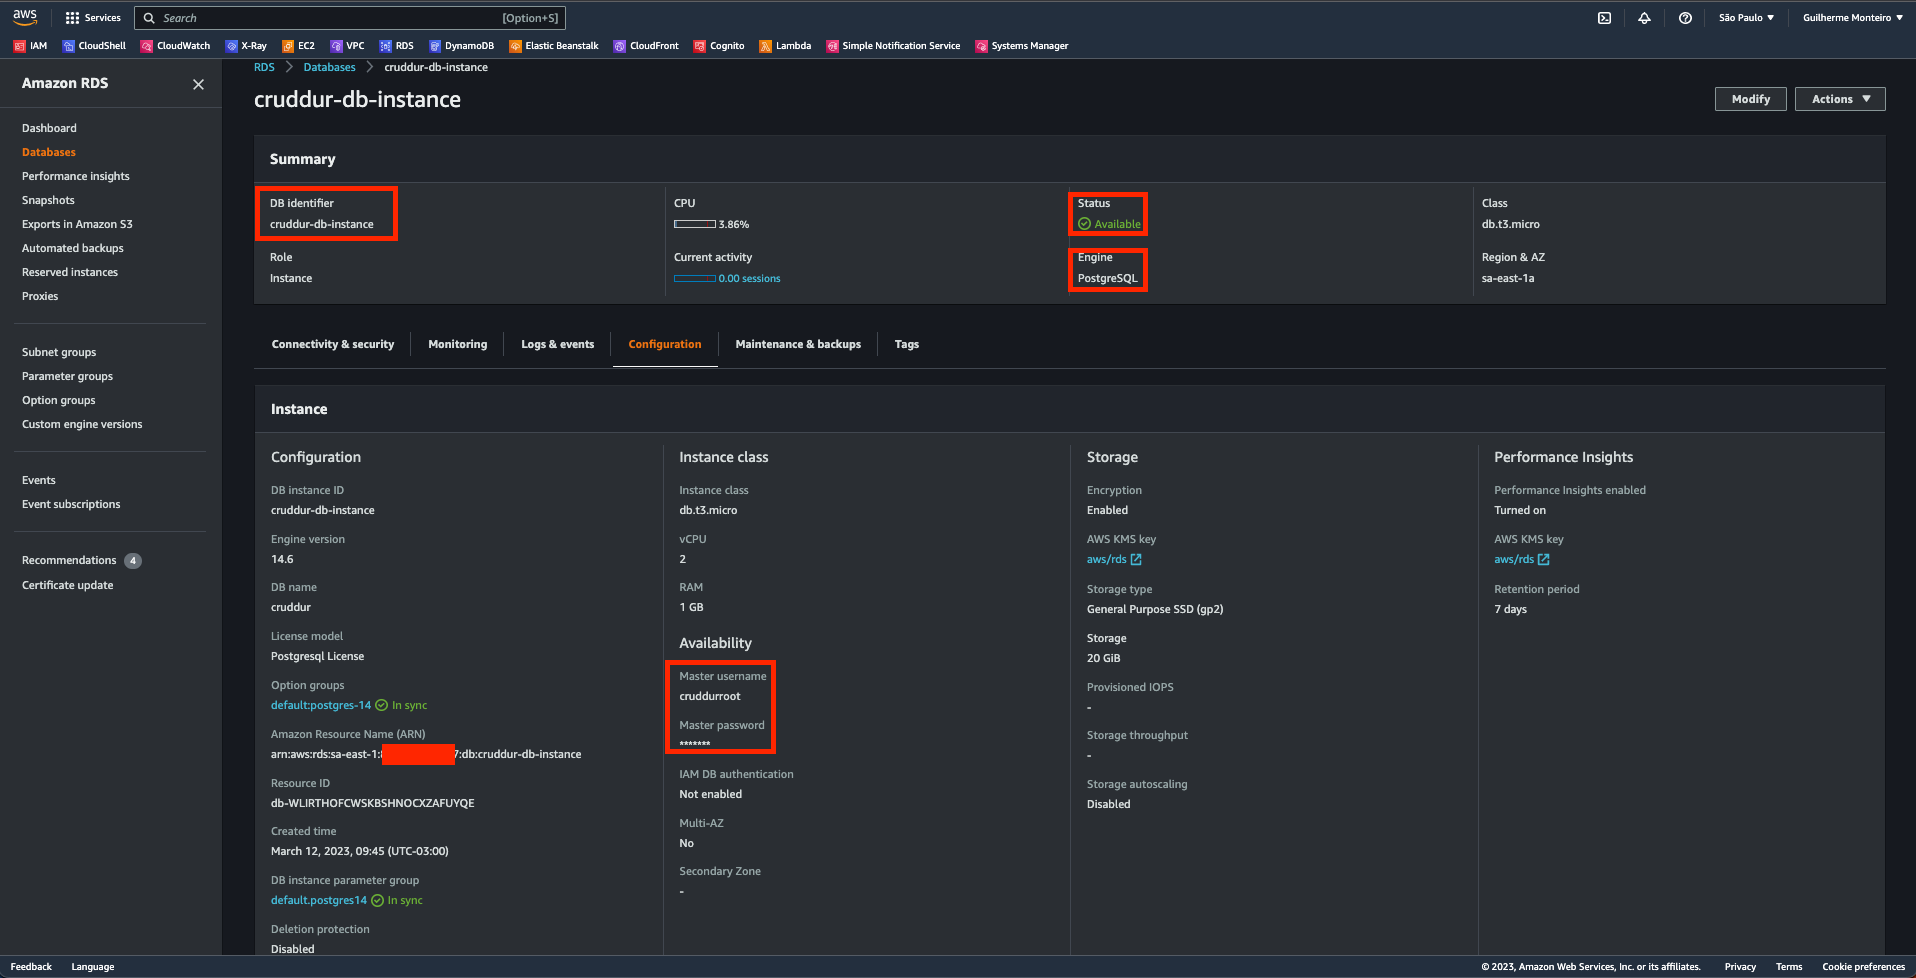 aws
Services
Search
[Option+S]
São Paulo
Guilherme Monteiro
IAM
CloudShell
CloudWatch
X-Ray
EC2
VPC
RDS
DynamoDB
Elastic Beanstalk
CloudFront
Cognito
Lambda
Simple Notification Service
Systems Manager
Amazon RDS
Dashboard
Databases
Performance insights
Snapshots
Exports in Amazon S3
Automated backups
Reserved instances
Proxies
Subnet groups
Parameter groups
Option groups
Custom engine versions
Events
Event subscriptions
Recommendations 4
Certificate update
RDS
Databases
cruddur-db-instance
cruddur-db-instance
Modify
Actions
Summary
DB identifier
cruddur-db-instance
Role
Instance
CPU
3.86%
Current activity
0.00 sessions
Status
Available
Engine
PostgreSQL
Class
db.t3.micro
Region & AZ
sa-east-1a
Connectivity & security
Monitoring
Logs & events
Configuration
Maintenance & backups
Tags
Instance
Configuration
DB instance ID
cruddur-db-instance
Engine version
14.6
DB name
cruddur
License model
Postgresql License
Option groups
default:postgres-14 In sync
Amazon Resource Name (ARN)
arn:aws:rds:sa-east-1: 7:db:cruddur-db-instance
Resource ID
db-WLIRTHOFCWSKBSHNOCXZAFUYQE
Created time
March 12, 2023, 09:45 (UTC-03:00)
DB instance parameter group
default.postgres14 In sync
Deletion protection
Disabled
Instance class
Instance class
db.t3.micro
vCPU
2
RAM
1 GB
Availability
Master username
cruddurroot
Master password
*******
IAM DB authentication
Not enabled
Multi-AZ
No
Secondary Zone
-
Storage
Encryption
Enabled
AWS KMS key
aws/rds
Storage type
General Purpose SSD (gp2)
Storage
20 GiB
Provisioned IOPS
-
Storage throughput
-
Storage autoscaling
Disabled
Performance Insights
Performance Insights enabled
Turned on
AWS KMS key
aws/rds
Retention period
7 days
Feedback
Language
© 2023, Amazon Web Services, Inc. or its affiliates.
Privacy
Terms
Cookie preferences